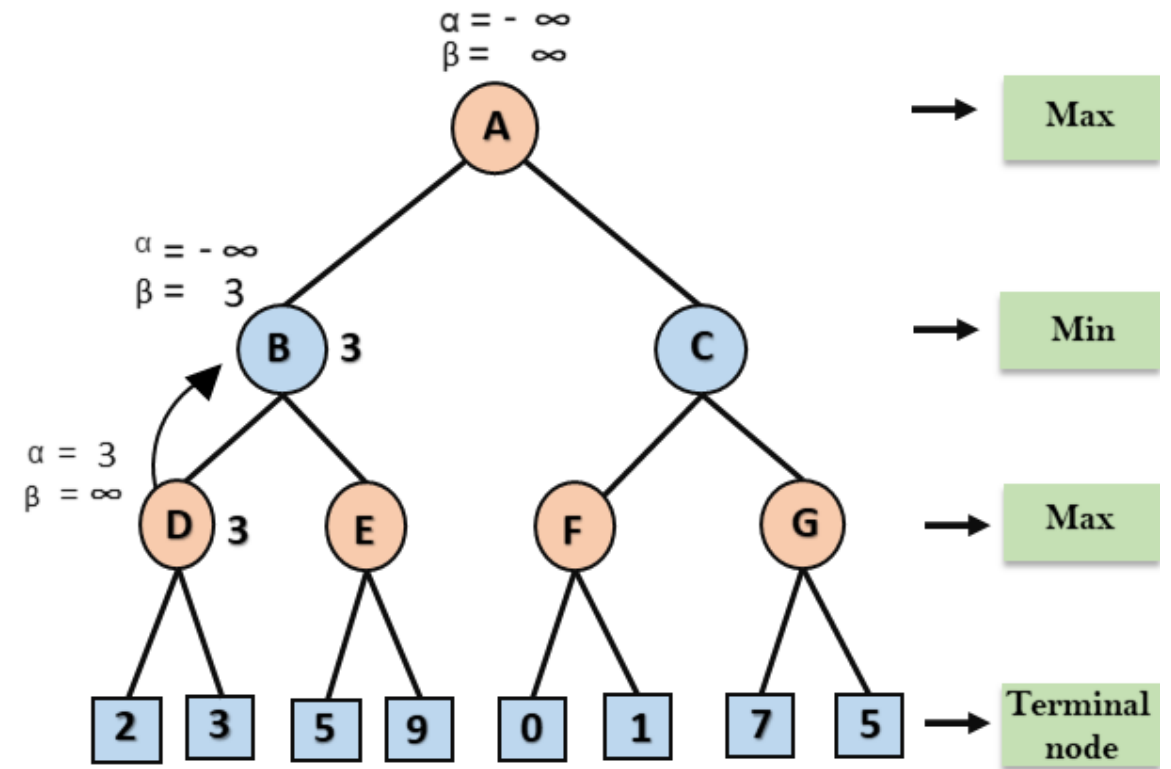 α = - ∞
β = ∞
A
Max
α = - ∞
β = 3
B 3
C
Min
α = 3
β = ∞
D 3
E
F
G
Max
2 3 5 9 0 1 7 5
Terminal
node